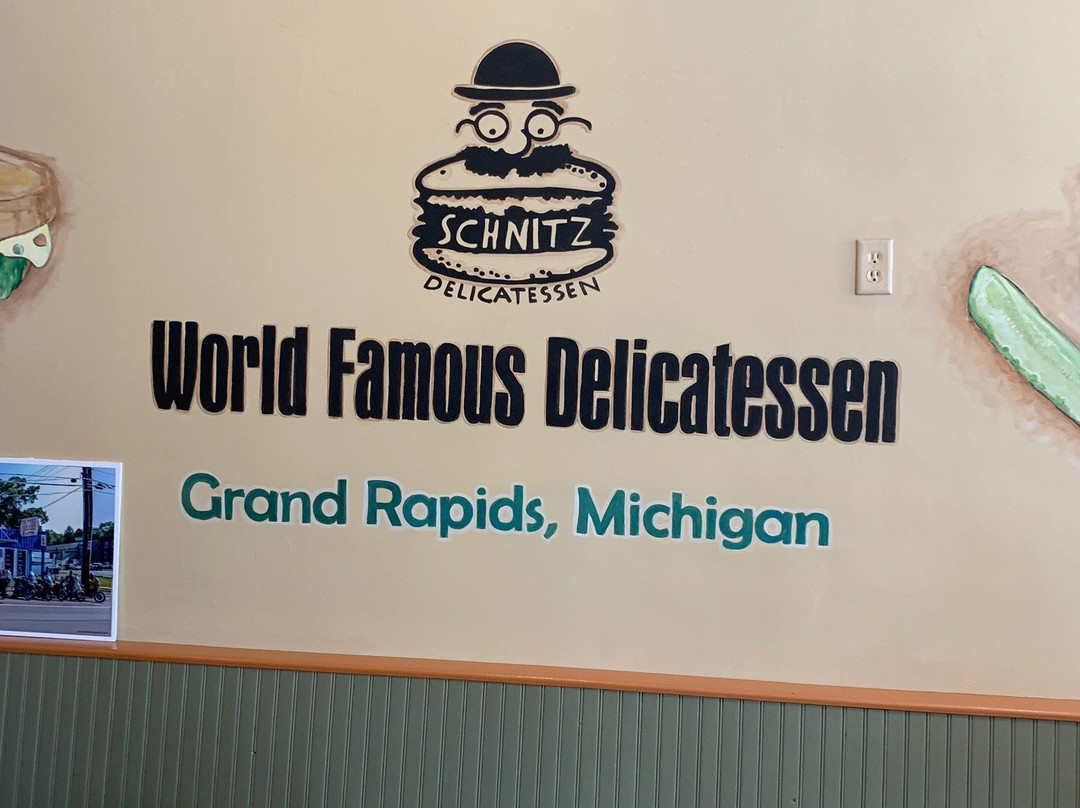 SCHNITZ
DELICATESSEN
World Famous Delicatessen
Grand Rapids, Michigan